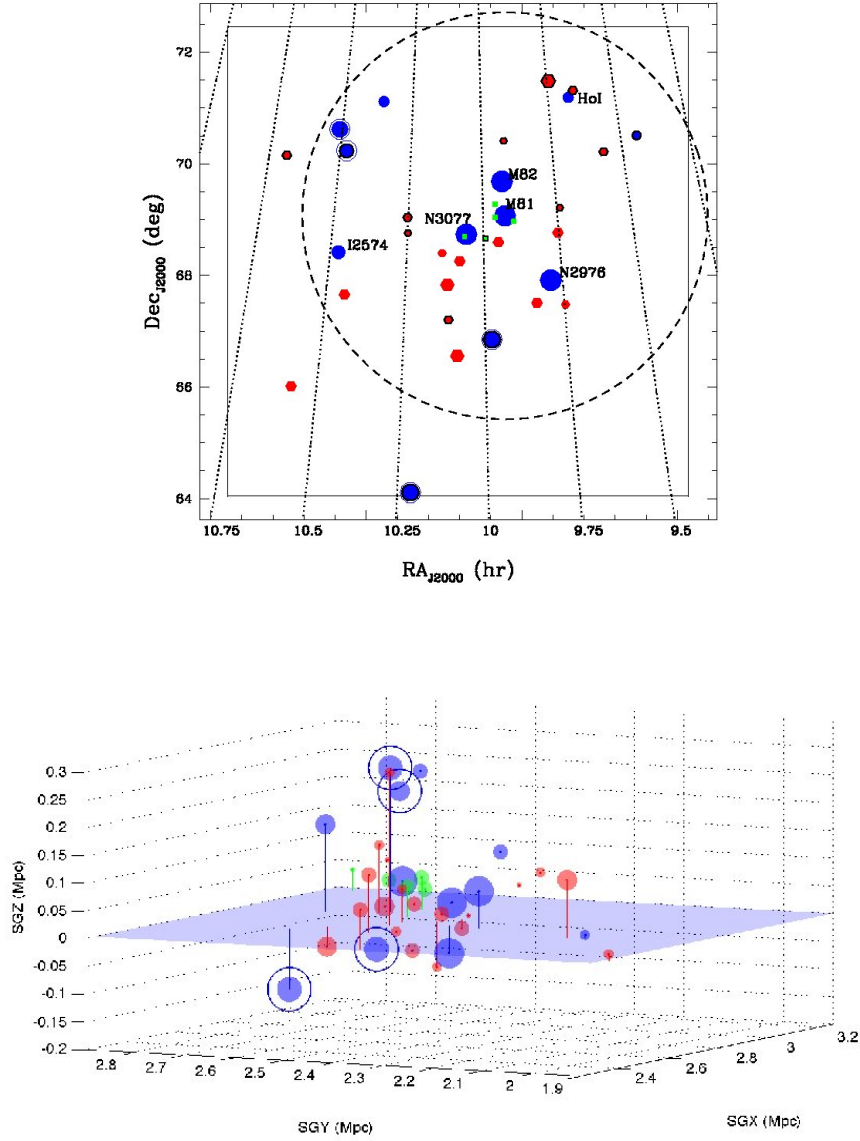 72
HoI
70
M82
M81
N3077
I2574
68
N2976
66
64
Dec_J2000 (deg)
10.75 10.5 10.25 10 9.75 9.5
RA_J2000 (hr)
0.3
0.25
0.2
0.15
0.1
0.05
0
-0.05
-0.1
-0.15
-0.2
SGZ (Mpc)
2.8 2.7 2.6 2.5 2.4 2.3 2.2 2.1 2 1.9
2.4 2.6 2.8 3 3.2
SGY (Mpc)
SGX (Mpc)